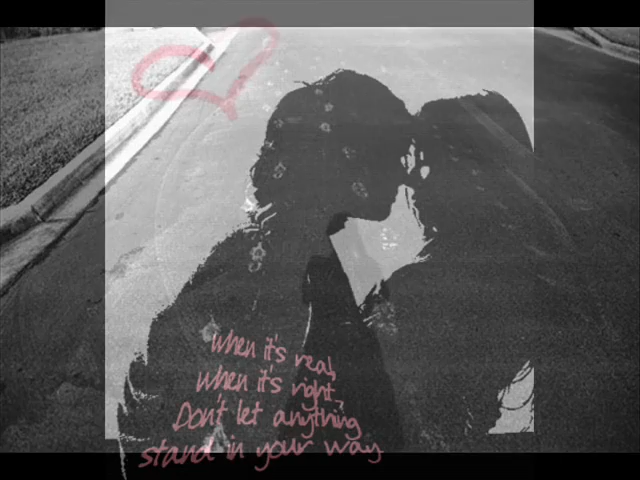 when it's real,
when it's right,
Don't let anything
stand in your way